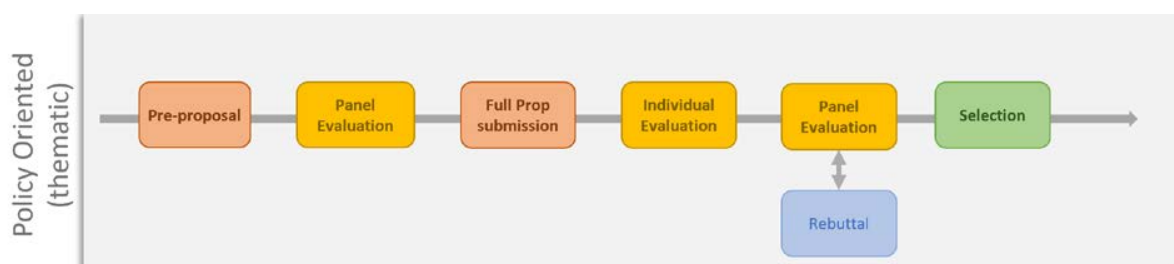 Policy Oriented
(thematic)
Pre-proposal
Panel
Evaluation
Full Prop
submission
Individual
Evaluation
Panel
Evaluation
Selection
Rebuttal